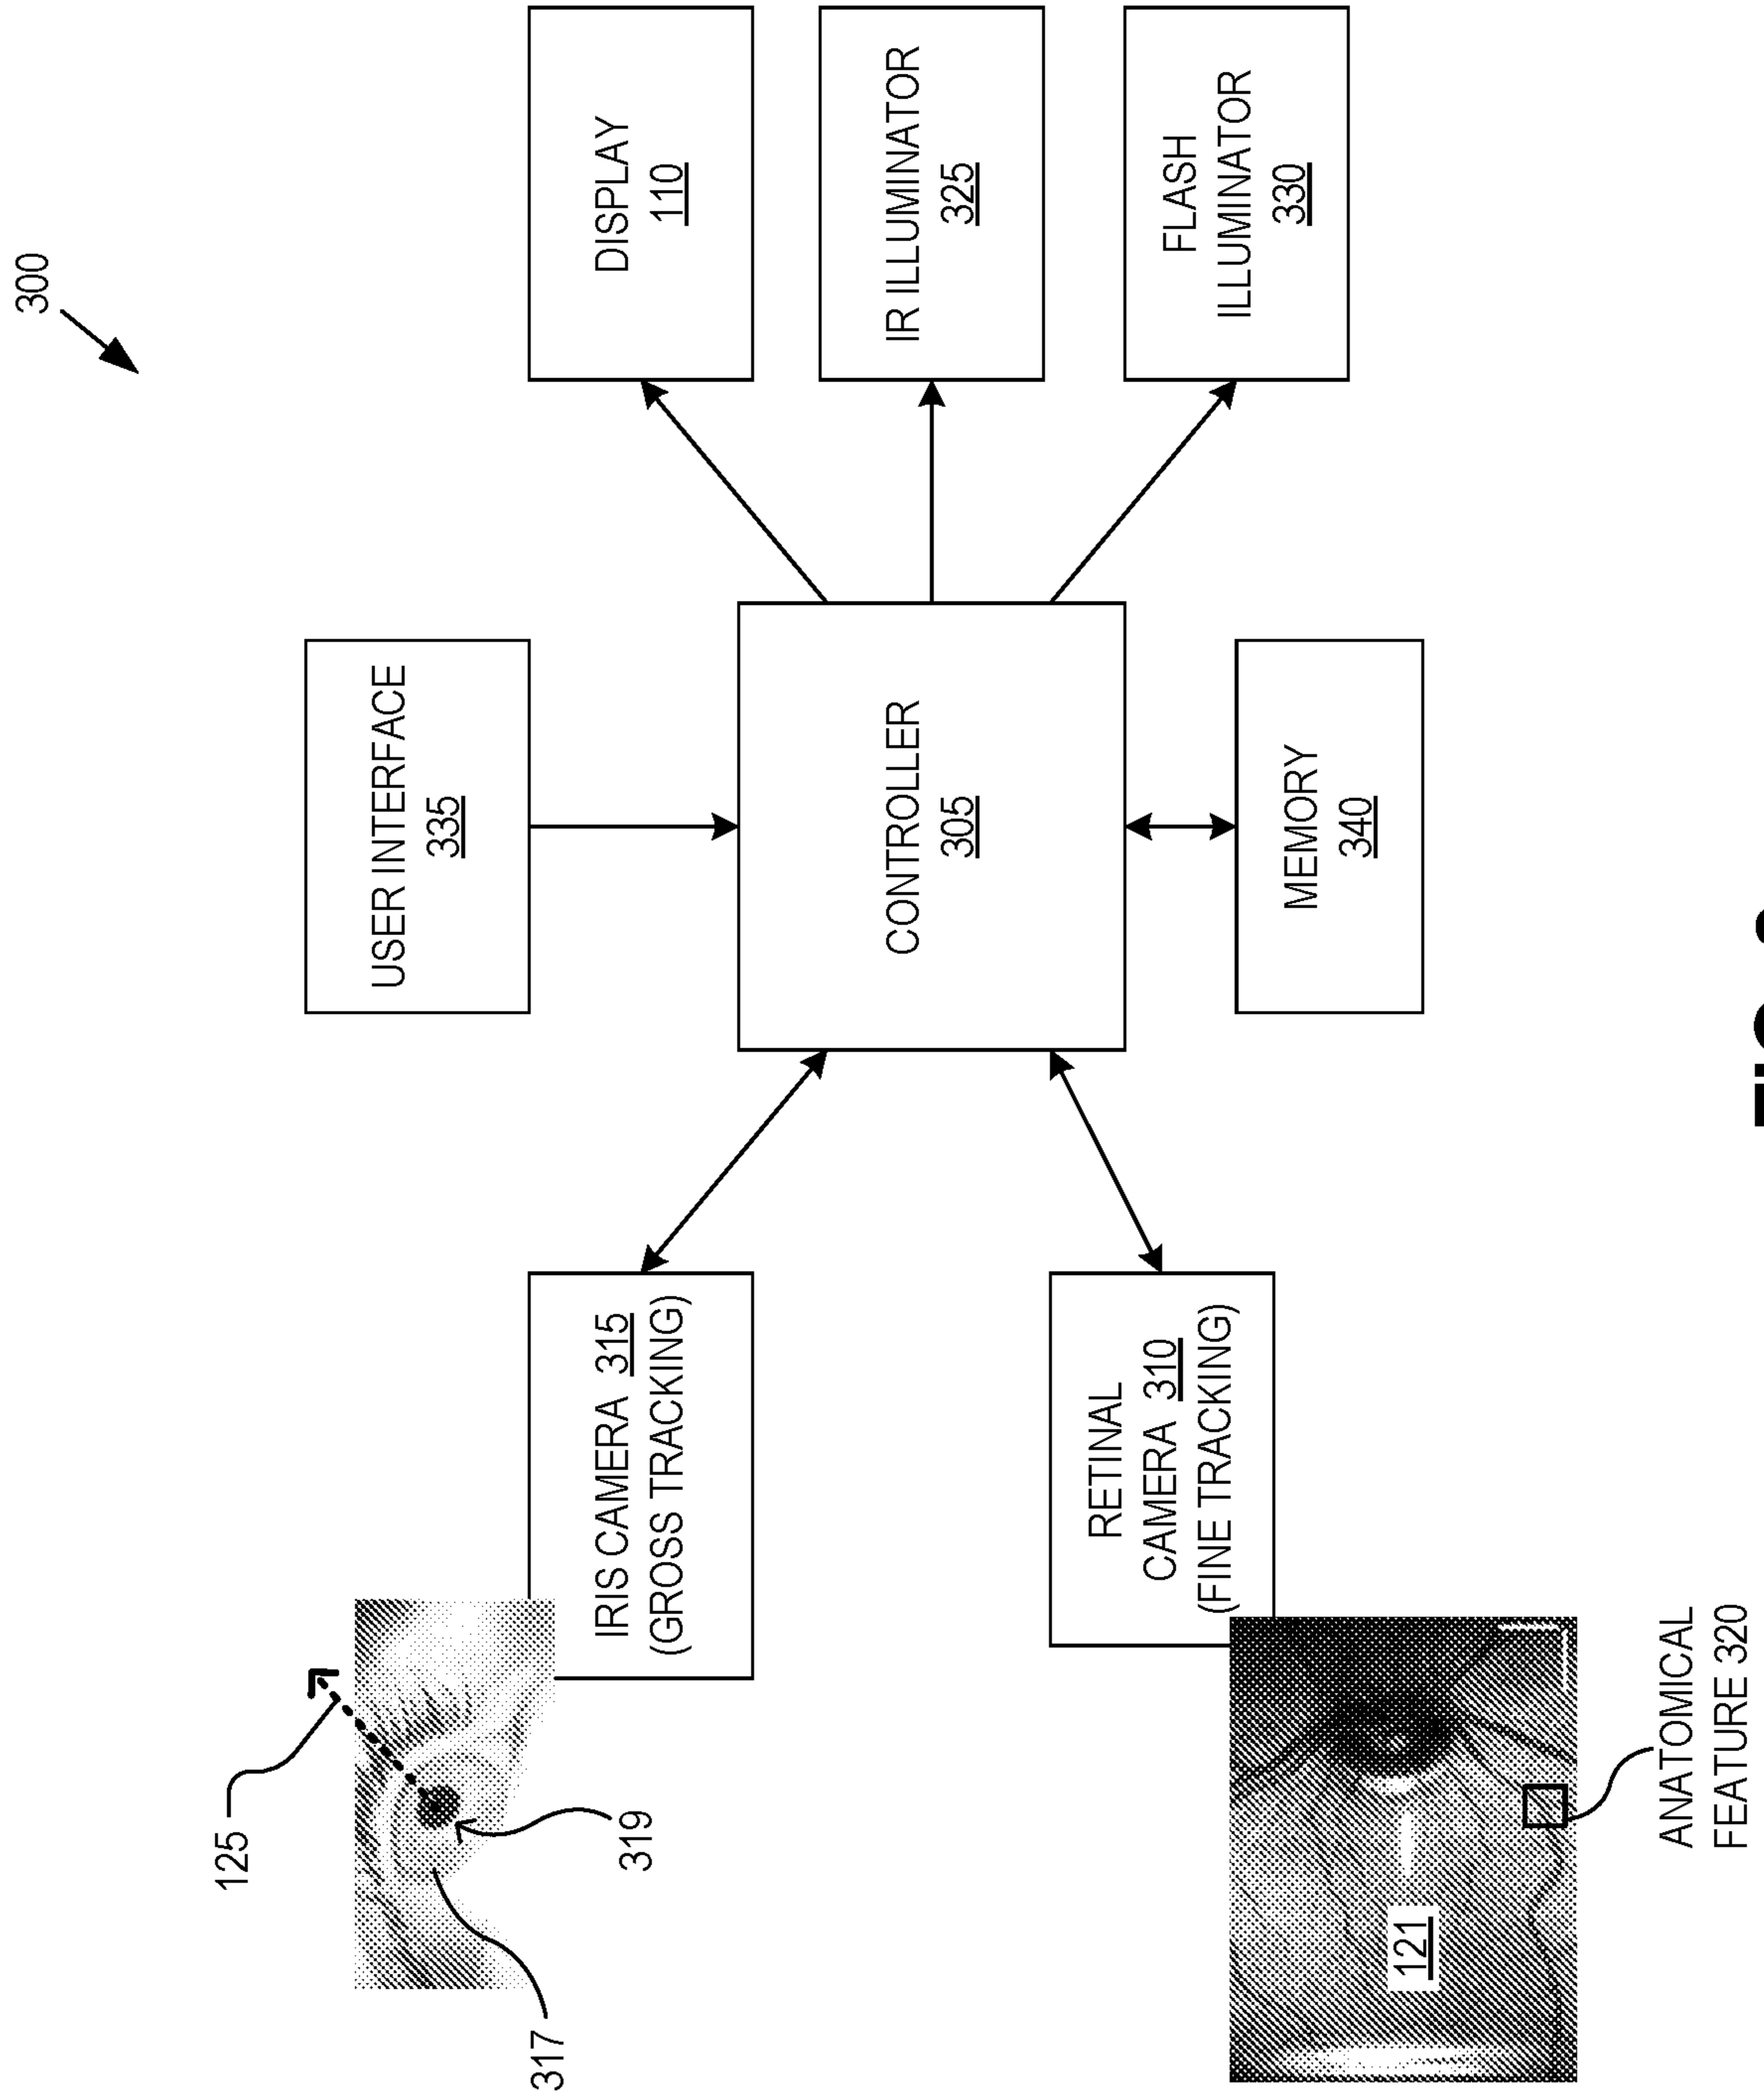 300
125
317
319
IRIS CAMERA 315
(GROSS TRACKING)
USER INTERFACE
335
DISPLAY
110
CONTROLLER
305
IR ILLUMINATOR
325
121
ANATOMICAL
FEATURE 320
RETINAL
CAMERA 310
(FINE TRACKING)
MEMORY
340
FLASH
ILLUMINATOR
330